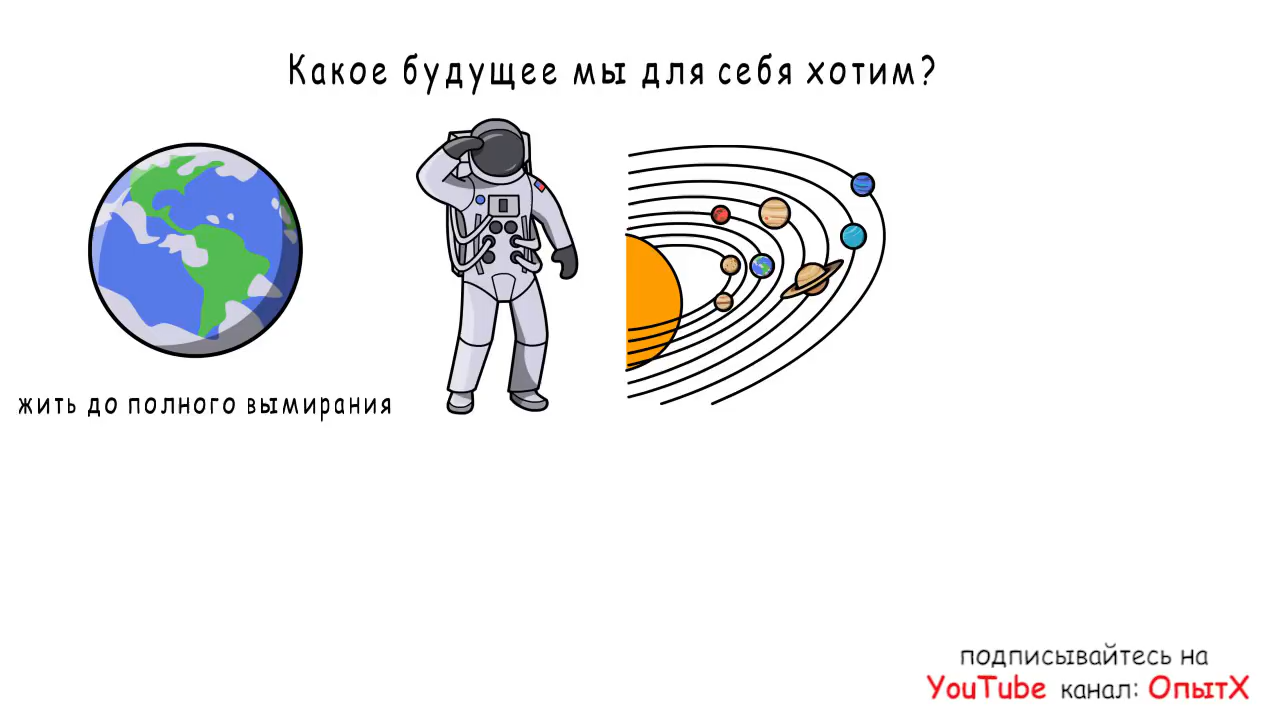 Какое будущее мы для себя хотим?
жить до полного вымирания
подписывайтесь на
YouTube канал: ОпытХ